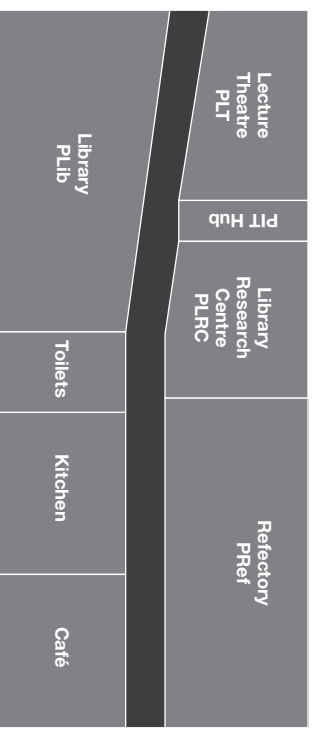 Lecture
Theatre
PLT
PIT Hub
Library
Research
Centre
PLRC
Refectory
PRef
Library
PLib
Toilets
Kitchen
Café